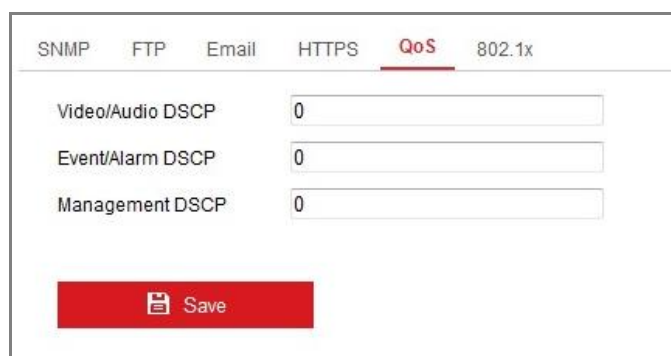 SNMP FTP Email HTTPS QoS 802.1x
Video/Audio DSCP 0
Event/Alarm DSCP 0
Management DSCP 0
Save